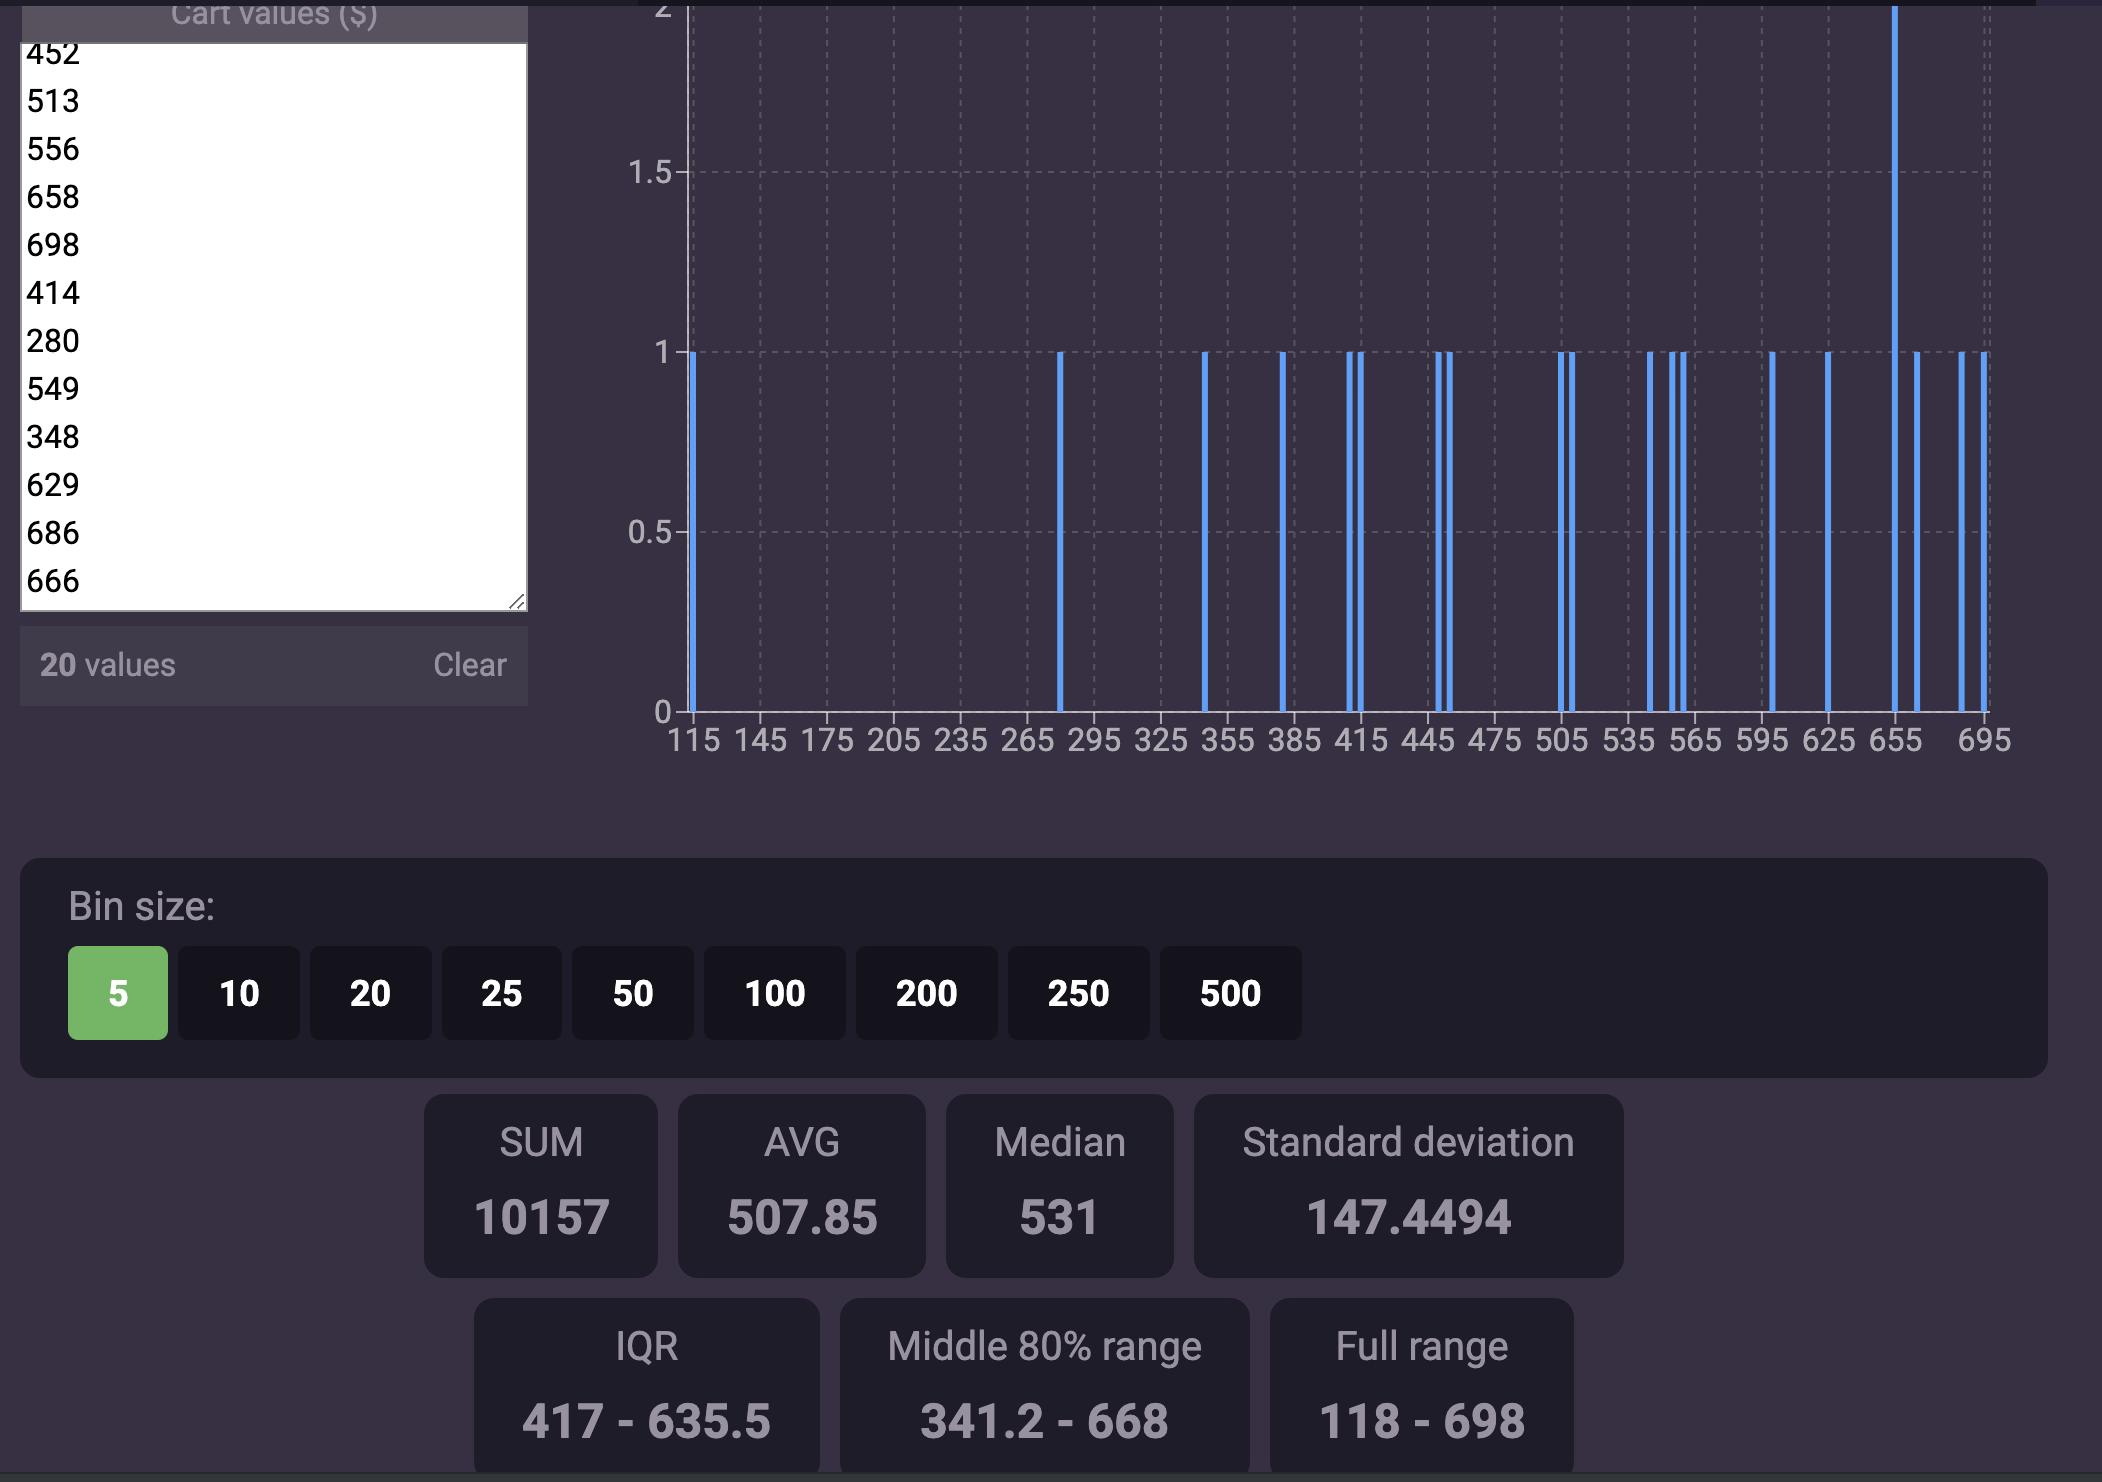 Cart values ($)
452
513
556
658
698
414
280
549
348
629
686
666
20 values Clear
2
1.5
1
0.5
0
115 145 175 205 235 265 295 325 355 385 415 445 475 505 535 565 595 625 655 695
Bin size:
5 10 20 25 50 100 200 250 500
SUM AVG Median Standard deviation
10157 507.85 531 147.4494
IQR Middle 80% range Full range
417 - 635.5 341.2 - 668 118 - 698